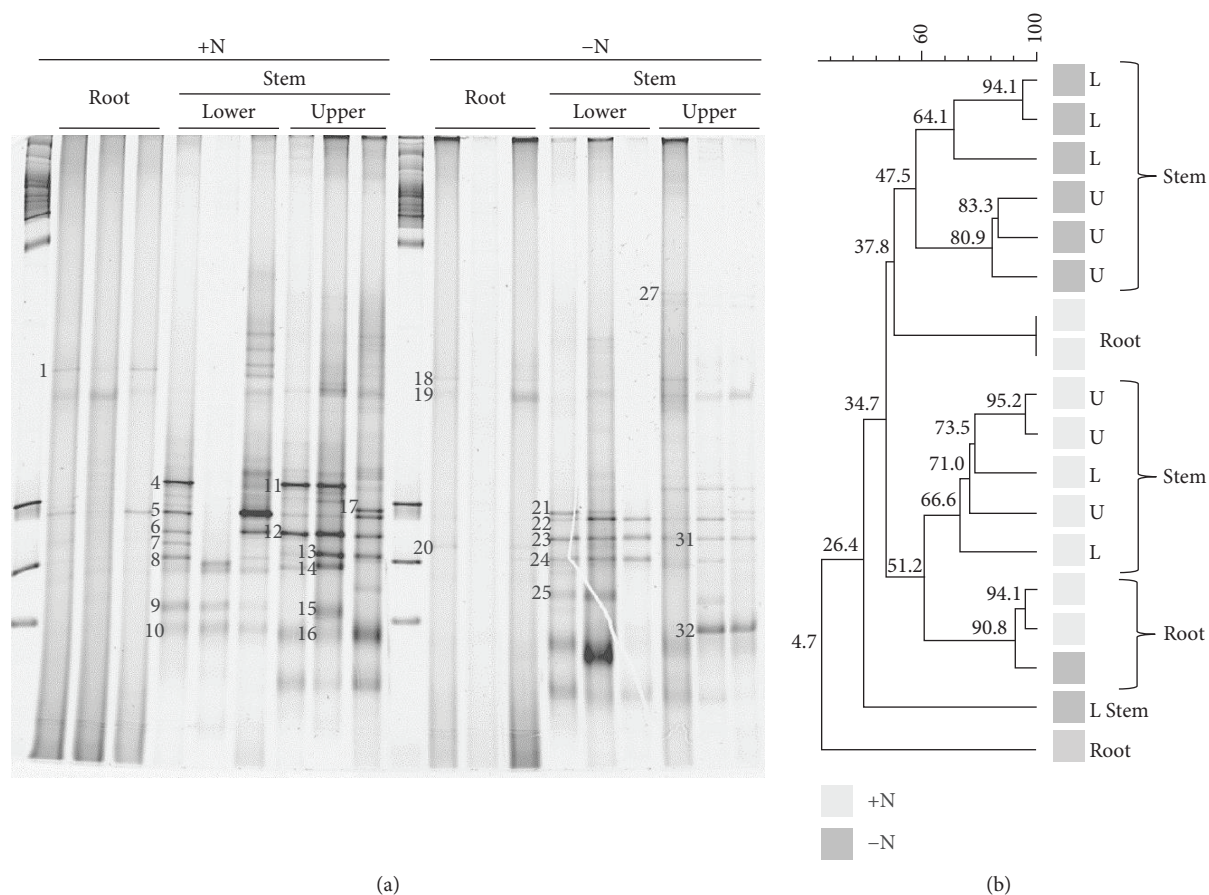 +N
−N
Stem
Stem
Root
Root
Lower
Upper
Lower
Upper
1
4
5
6
7
8
9
10
11
12
13
14
15
16
17
18
19
20
21
22
23
24
25
27
31
32
(a)
60
100
94.1
L
L
64.1
L
Stem
47.5
U
83.3
U
80.9
37.8
U
Root
34.7
95.2
U
73.5
U
71.0
L
Stem
66.6
U
26.4
51.2
L
94.1
90.8
Root
4.7
L Stem
Root
+N
−N
(b)